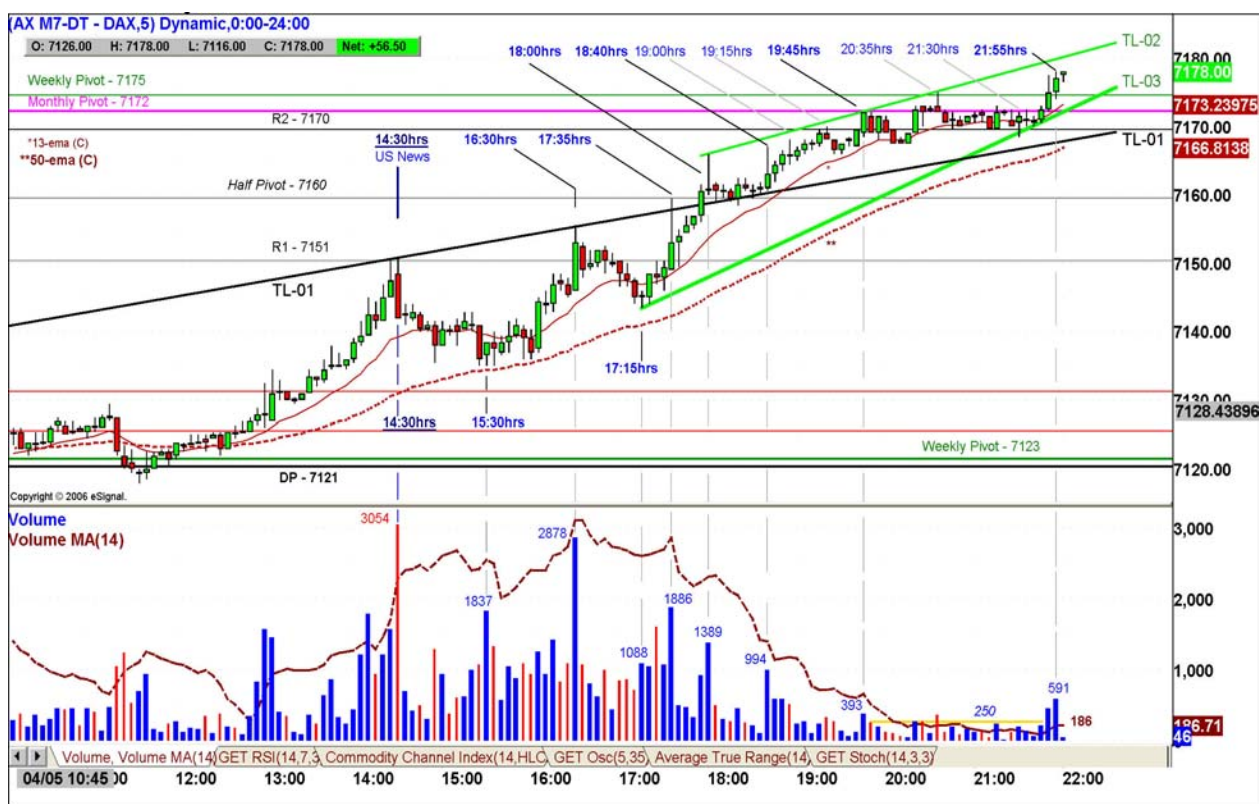 (AX M7-DT - DAX,5) Dynamic,0:00-24:00
O: 7126.00 H: 7178.00 L: 7116.00 C: 7178.00 Net: +56.50
18:00hrs 18:40hrs 19:00hrs 19:15hrs 19:45hrs 20:35hrs 21:30hrs 21:55hrs
TL-02
7180.00
7178.00
Weekly Pivot - 7175
TL-03
Monthly Pivot - 7172
7173.23975
R2 - 7170
7170.00
*13-ema (C)
**50-ema (C)
14:30hrs
US News
16:30hrs
17:35hrs
TL-01
7166.8138
*
Half Pivot - 7160
7160.00
**
R1 - 7151
7150.00
TL-01
7140.00
17:15hrs
7130.00
7128.43896
14:30hrs
15:30hrs
Weekly Pivot - 7123
DP - 7121
7120.00
Copyright © 2006 eSignal.
Volume
Volume MA(14)
3054
2878
3,000
2,000
1837
1886
1389
1088
994
1,000
393
250
591
186
186.71
46
Volume, Volume MA(14) GET RSI(14,7,3 Commodity Channel Index(14,HLC, GET Osc(5,35) Average True Range(14) GET Stoch(14,3,3)
04/05 10:45 :00 12:00 13:00 14:00 15:00 16:00 17:00 18:00 19:00 20:00 21:00 22:00